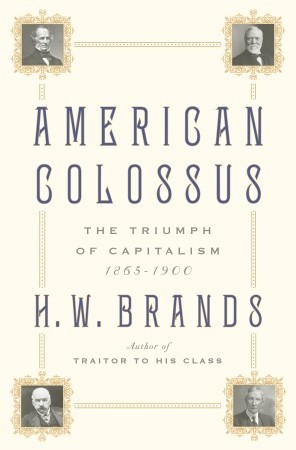 AMERICAN
COLOSSUS
THE TRIUMPH
OF CAPITALISM
1865-1900
H.W. BRANDS
Author of
TRAITOR TO HIS CLASS